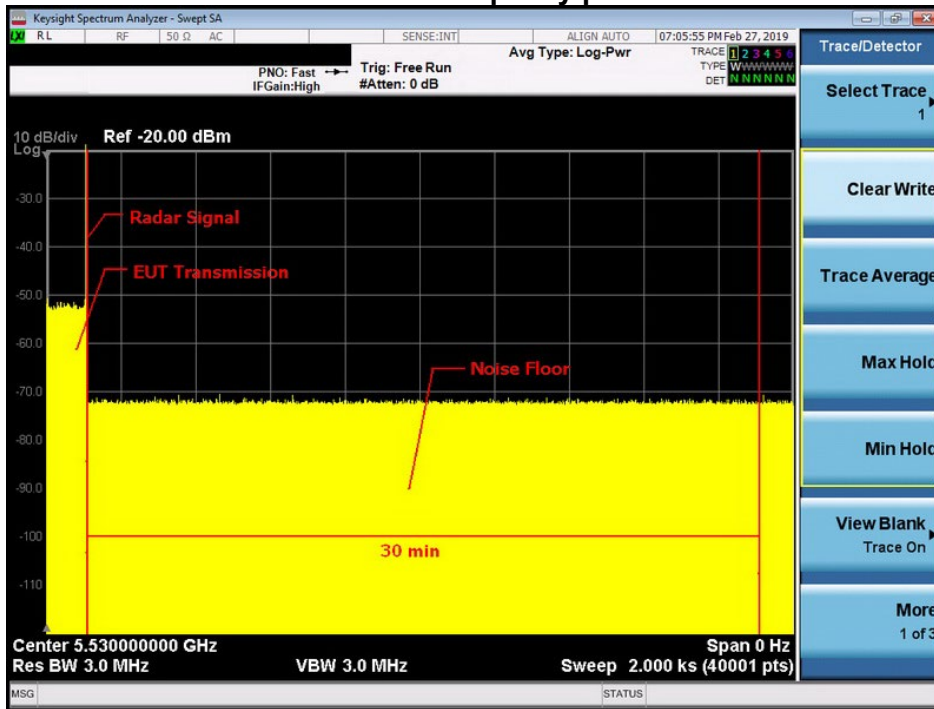 Keysight Spectrum Analyzer - Swept SA
LXI RL RF 50 Ω AC SENSE:INT ALIGN AUTO 07:05:55 PM Feb 27, 2019
Avg Type: Log-Pwr
TRACE 1 2 3 4 5 6
TYPE WWWWWW
DET N N N N N N
PNO: Fast
IFGain:High
Trig: Free Run
#Atten: 0 dB
10 dB/div Ref -20.00 dBm
Log
-30.0
-40.0
-50.0
-60.0
-70.0
-80.0
-90.0
-100
-110
Radar Signal
EUT Transmission
Noise Floor
30 min
Center 5.530000000 GHz Span 0 Hz
Res BW 3.0 MHz VBW 3.0 MHz Sweep 2.000 ks (40001 pts)
MSG STATUS
Trace/Detector
Select Trace
1
Clear Write
Trace Average
Max Hold
Min Hold
View Blank
Trace On
More
1 of 3